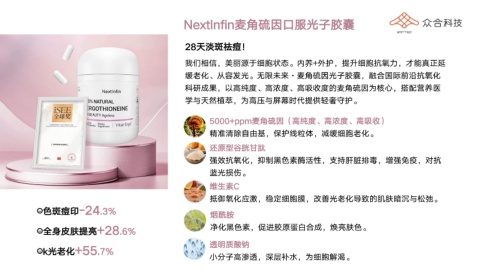 NextInfin麦角硫因口服光子胶囊
众合科技
28天淡斑祛痘！
我们相信，美丽源于细胞状态。内养+外护，提升细胞抗氧力，才能真正延
缓老化、从容发光。无限未来·麦角硫因光子胶囊，融合国际前沿抗氧化
科研成果，以高纯度、高浓度、高吸收度的麦角硫因为核心，搭配营养医
学与天然萃取，为高压与屏幕时代提供轻奢守护。
NextInfin
NATURAL
ERGOTHIONEINE
ISEE
全球奖
5000+ppm麦角硫因（高纯度、高浓度、高吸收）
精准清除自由基，保护线粒体，减缓细胞老化。
还原型谷胱甘肽
强效抗氧化，抑制黑色素酶活性，支持肝脏排毒，增强免疫，对抗
蓝光损伤。
维生素C
抵御氧化应激，稳定细胞膜，改善光老化导致的肌肤暗沉与松弛。
烟酰胺
净化黑色素，促进胶原蛋白合成，焕亮肤色。
透明质酸钠
小分子高渗透，深层补水，为细胞解渴。
色斑痘印-24.3%
全身皮肤提亮+28.6%
k光老化+55.7%